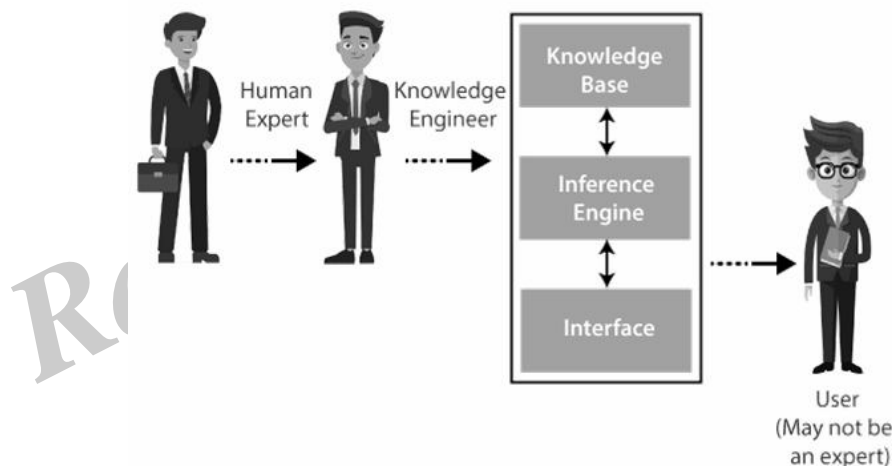 Human
Expert
Knowledge
Engineer
Knowledge
Base
Inference
Engine
Interface
User
(May not be
an expert)